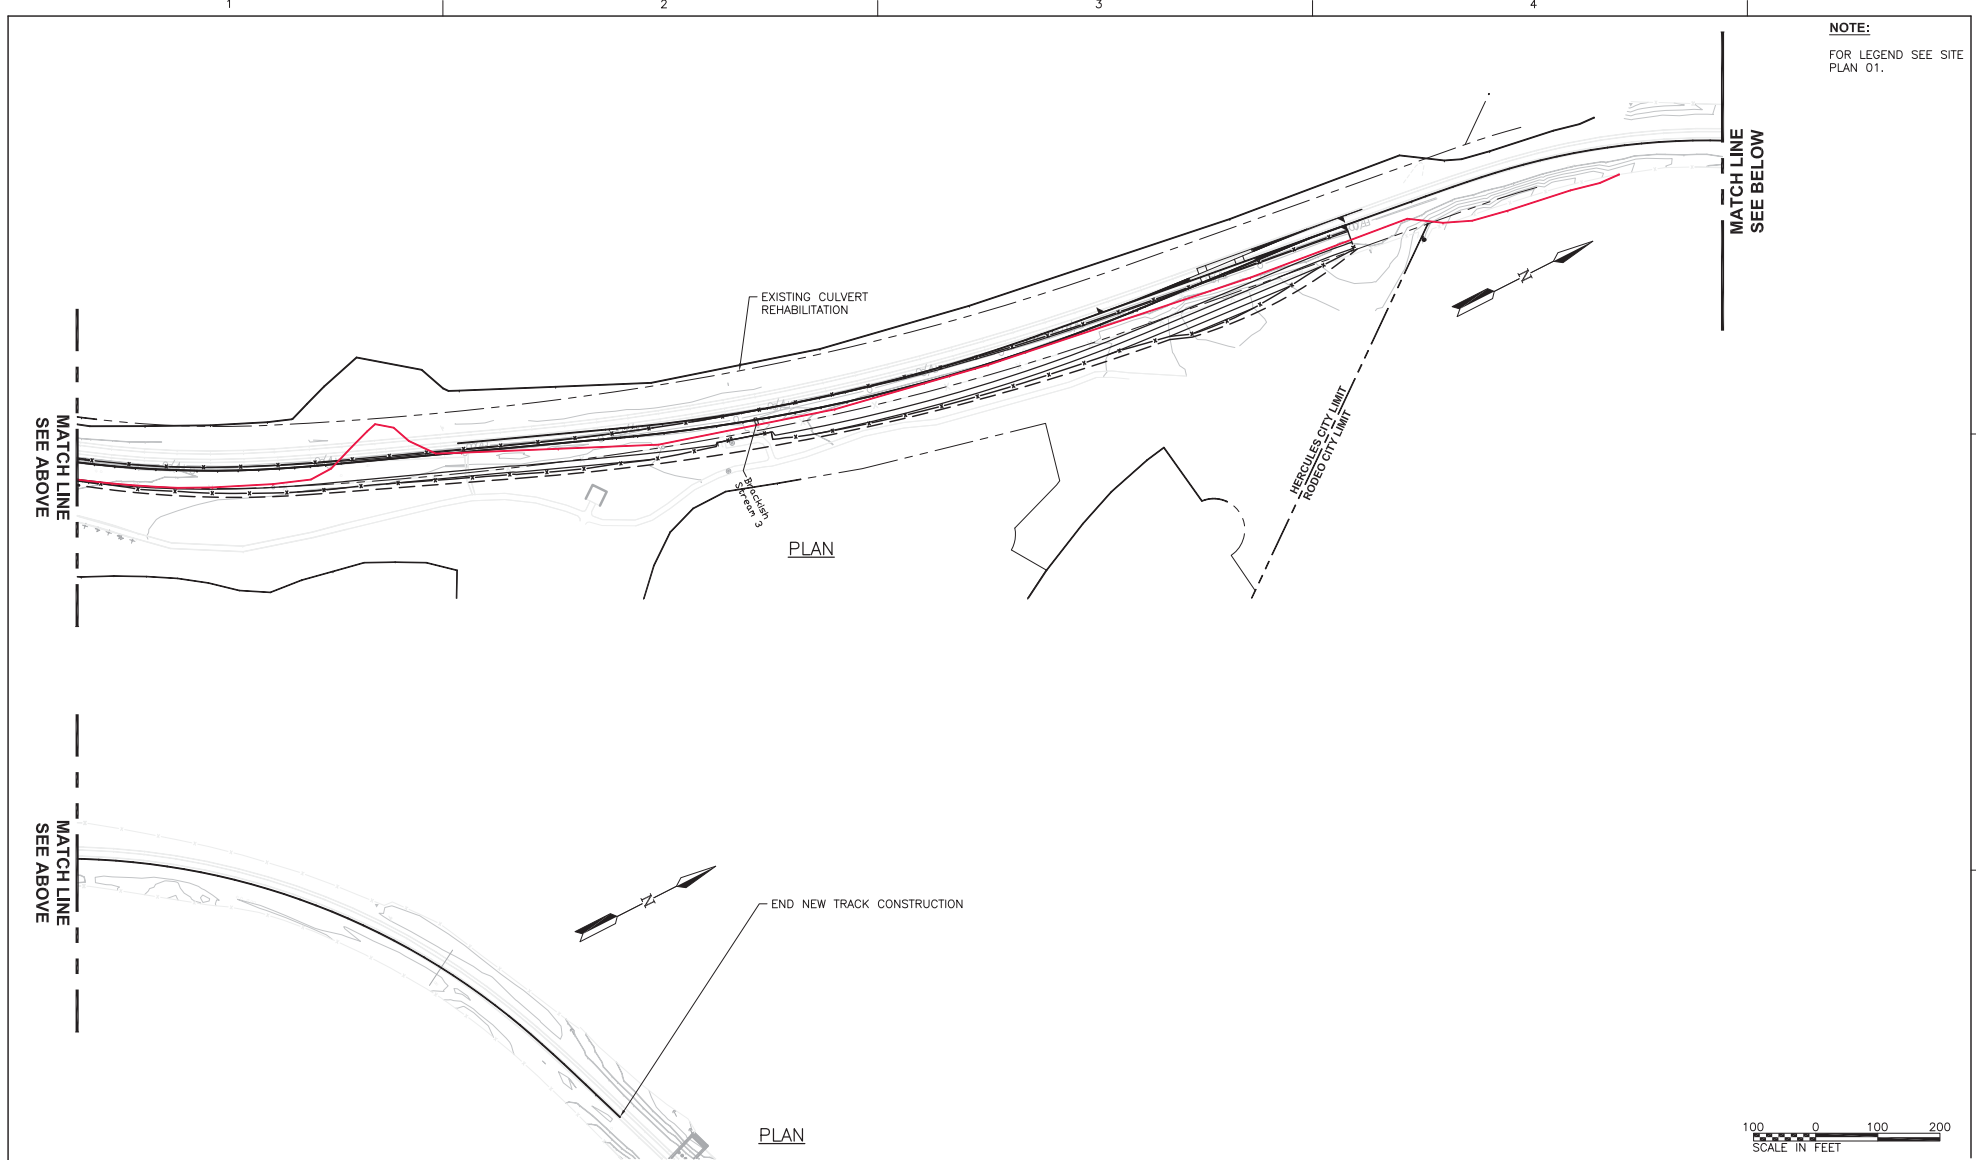 1 2 3 4
NOTE:
FOR LEGEND SEE SITE
PLAN 01.
MATCH LINE
SEE BELOW
EXISTING CULVERT
REHABILITATION
N
MATCH LINE
SEE ABOVE
HERCULES CITY LIMIT
RODEO CITY LIMIT
Brackish
Stream 3
PLAN
MATCH LINE
SEE ABOVE
N
END NEW TRACK CONSTRUCTION
PLAN
100 0 100 200
SCALE IN FEET